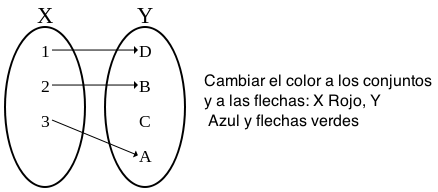 X Y
1 D
2 B
3 C
A
Cambiar el color a los conjuntos
y a las flechas: X Rojo, Y
Azul y flechas verdes